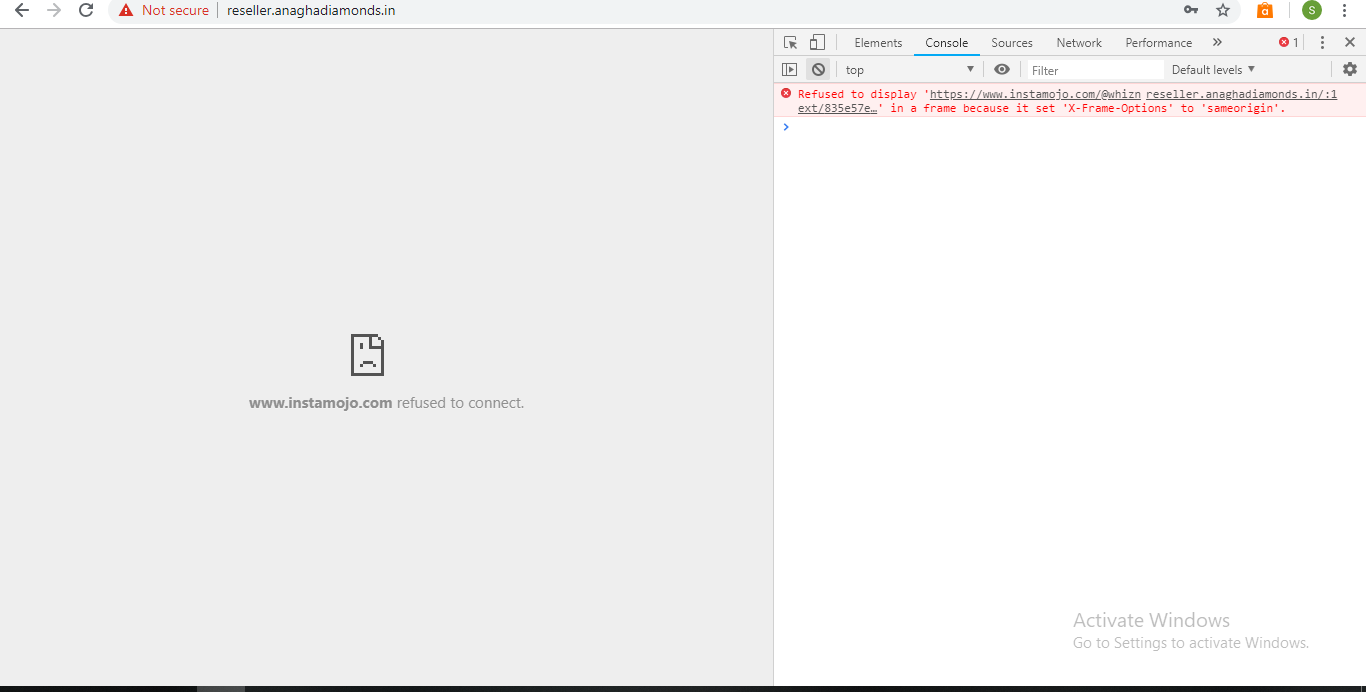 Not secure reseller.anaghadiamonds.in a S
Elements Console Sources Network Performance » 1
top Filter Default levels
Refused to display 'https://www.instamojo.com/@whizn reseller.anaghadiamonds.in/:1
ext/835e57e…' in a frame because it set 'X-Frame-Options' to 'sameorigin'.
www.instamojo.com refused to connect.
Activate Windows
Go to Settings to activate Windows.